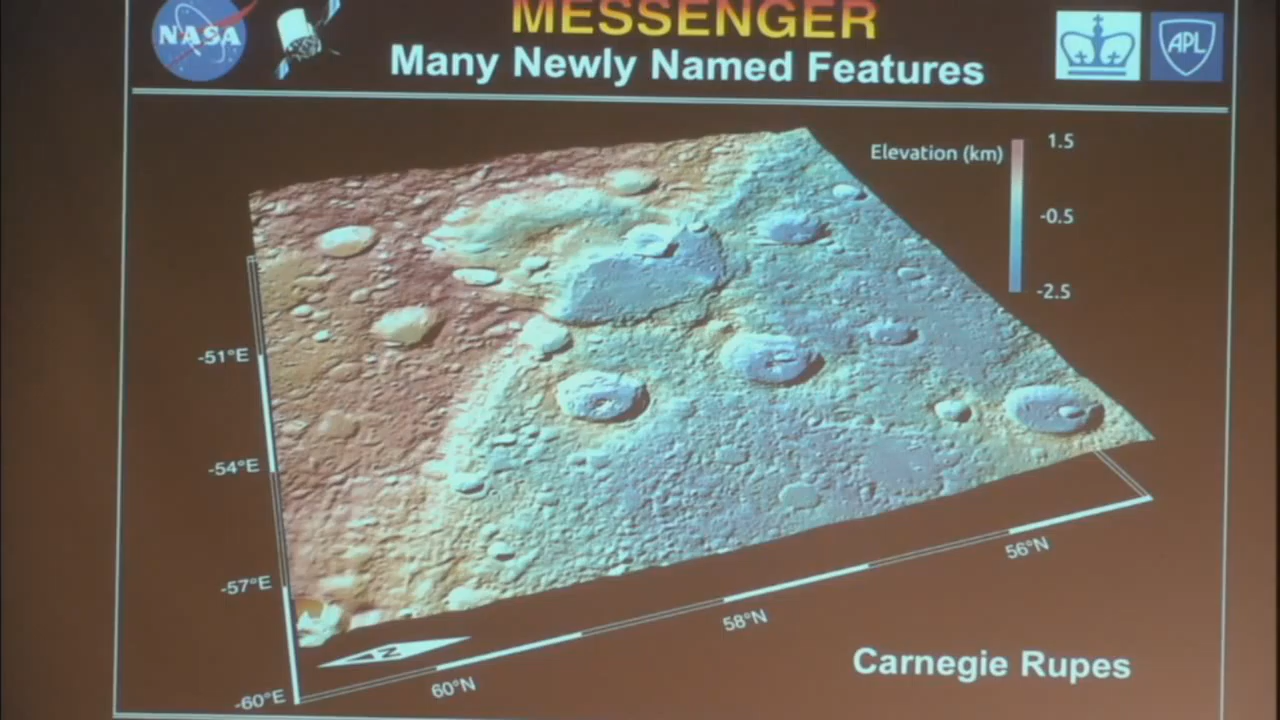 NASA
MESSENGER
Many Newly Named Features
APL
Elevation (km)
1.5
-0.5
-2.5
-51°E
-54°E
-57°E
-60°E
60°N
58°N
56°N
N
Carnegie Rupes